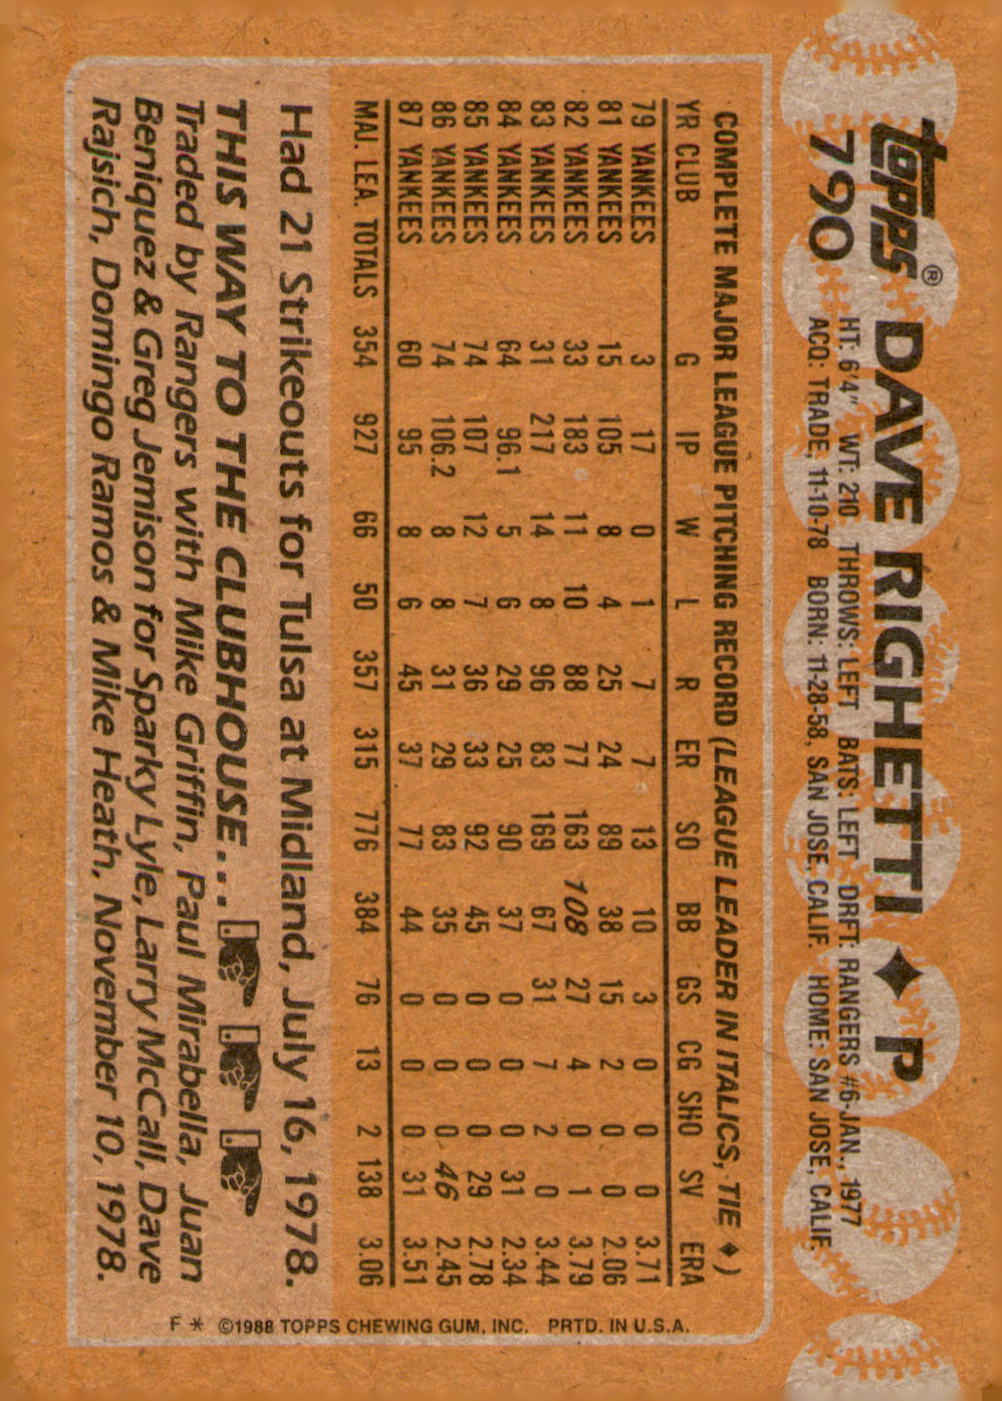 topps® DAVE RIGHETTI ♦ P
790 HT: 6'4" WT: 210 THROWS: LEFT BATS: LEFT DRFT: RANGERS #6-JAN., 1977
ACQ: TRADE, 11-10-78 BORN: 11-28-58, SAN JOSE, CALIF. HOME: SAN JOSE, CALIF.
COMPLETE MAJOR LEAGUE PITCHING RECORD (LEAGUE LEADER IN ITALICS, TIE ♦)
YR CLUB G IP W L R ER SO BB GS CG SHO SV ERA
79 YANKEES 3 17 0 1 7 7 13 10 3 0 0 0 3.71
81 YANKEES 15 105 8 4 25 24 89 38 15 2 0 0 2.06
82 YANKEES 33 183 11 10 88 77 163 108 27 4 0 1 3.79
83 YANKEES 31 217 14 8 96 83 169 67 31 7 2 0 3.44
84 YANKEES 64 96.1 5 6 29 25 90 37 0 0 0 31 2.34
85 YANKEES 74 107 12 7 36 33 92 45 0 0 0 29 2.78
86 YANKEES 74 106.2 8 8 31 29 83 35 0 0 0 46 2.45
87 YANKEES 60 95 8 6 45 37 77 44 0 0 0 31 3.51
MAJ. LEA. TOTALS 354 927 66 50 357 315 776 384 76 13 2 138 3.06
Had 21 Strikeouts for Tulsa at Midland, July 16, 1978.
THIS WAY TO THE CLUBHOUSE...
Traded by Rangers with Mike Griffin, Paul Mirabella, Juan
Beniquez & Greg Jemison for Sparky Lyle, Larry McCall, Dave
Rajsich, Domingo Ramos & Mike Heath, November 10, 1978.
F * ©1988 TOPPS CHEWING GUM, INC. PRTD. IN U.S.A.